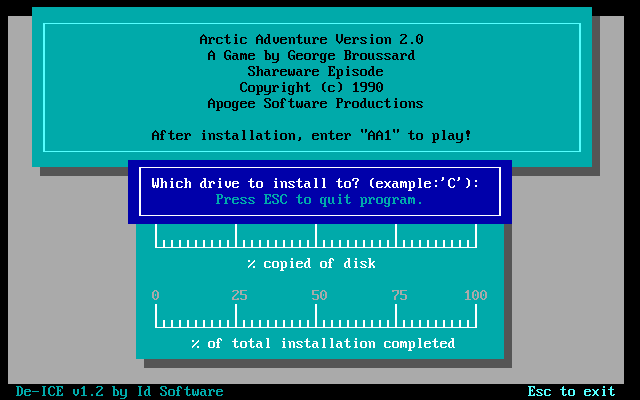 Arctic Adventure Version 2.0
A Game by George Broussard
Shareware Episode
Copyright (c) 1990
Apogee Software Productions
After installation, enter "AA1" to play!
Which drive to install to? (example:'C'):
Press ESC to quit program.
% copied of disk
0 25 50 75 100
% of total installation completed
De-ICE v1.2 by Id Software Esc to exit